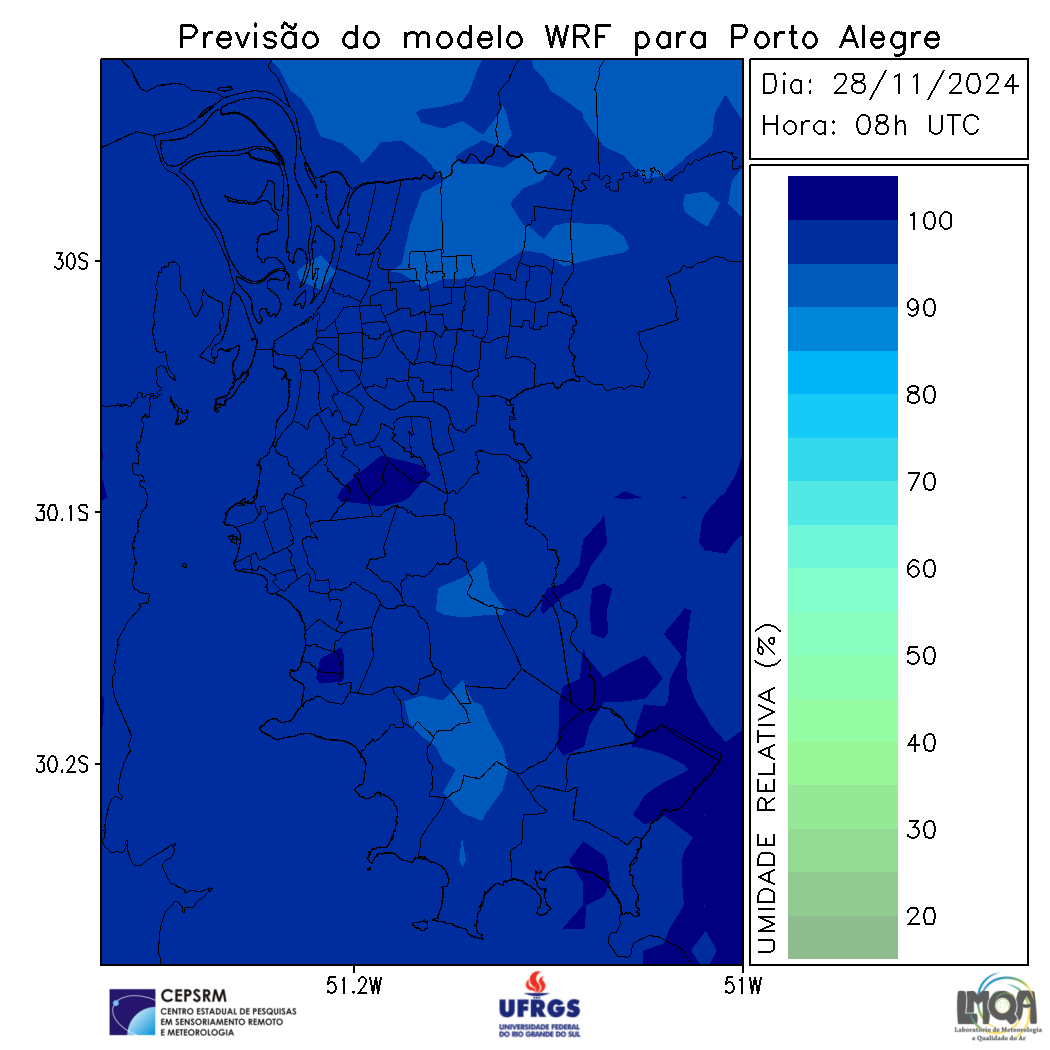 Previsão do modelo WRF para Porto Alegre
Dia: 28/11/2024
Hora: 08h UTC
30S
30.1S
30.2S
51.2W
51W
UMIDADE RELATIVA (%)
100
90
80
70
60
50
40
30
20
CEPSRM
CENTRO ESTADUAL DE PESQUISAS
EM SENSORIAMENTO REMOTO
E METEOROLOGIA
UFRGS
UNIVERSIDADE FEDERAL
DO RIO GRANDE DO SUL
LMQA
Laboratório de Meteorologia
e Qualidade do Ar